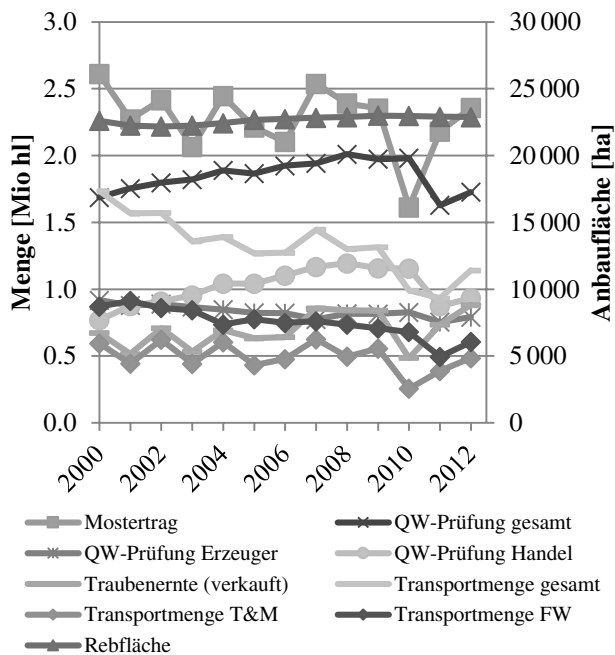 3.0
2.5
2.0
1.5
1.0
0.5
0.0
Menge [Mio hl]
30 000
25 000
20 000
15 000
10 000
5 000
0
Anbaufläche [ha]
2000
2002
2004
2006
2008
2010
2012
Mostertrag
QW-Prüfung gesamt
QW-Prüfung Erzeuger
QW-Prüfung Handel
Traubenernte (verkauft)
Transportmenge gesamt
Transportmenge T&M
Transportmenge FW
Rebfläche